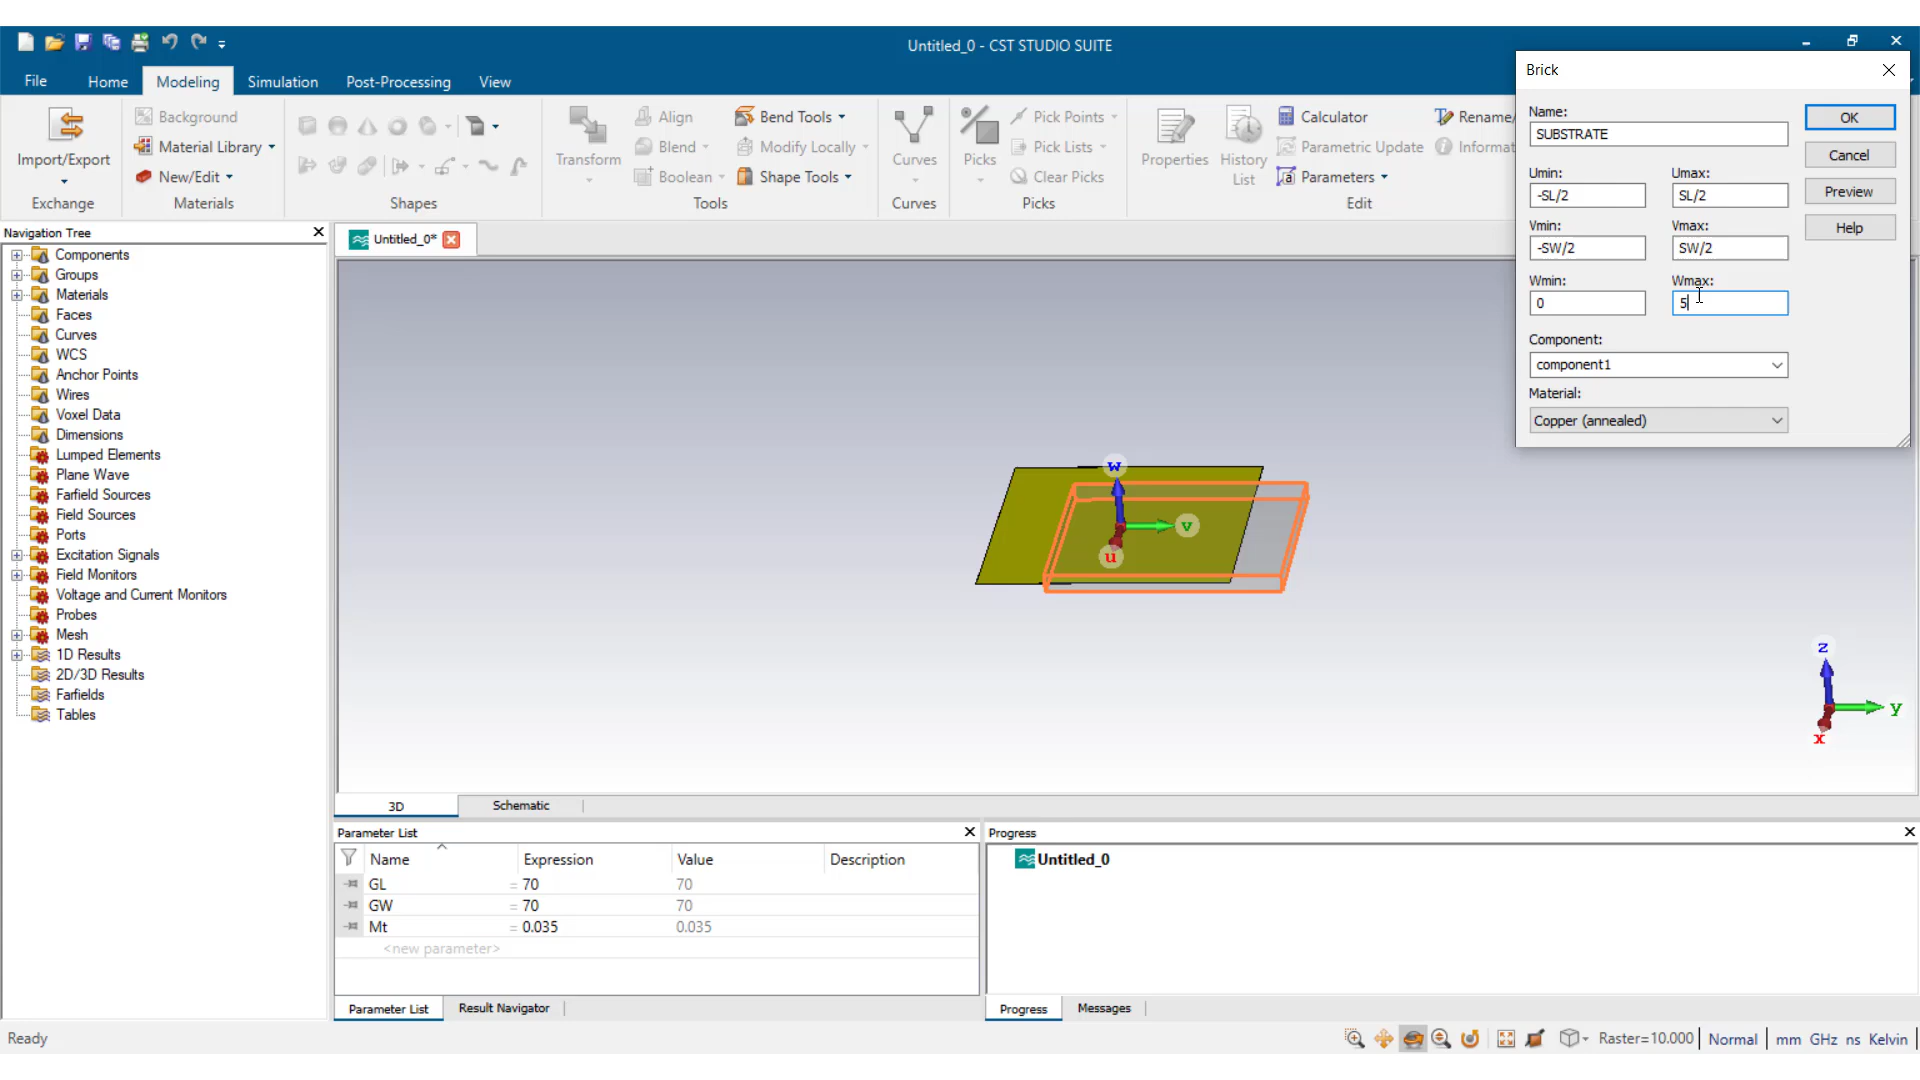 Untitled_0 - CST STUDIO SUITE
File Home Modeling Simulation Post-Processing View
Import/Export
Exchange
Background
Material Library
New/Edit
Materials
Shapes
Transform
Align
Blend
Boolean
Bend Tools
Modify Locally
Shape Tools
Tools
Curves
Curves
Picks
Pick Points
Pick Lists
Clear Picks
Picks
Properties
History
List
Calculator
Parametric Update
Parameters
Rename/
Informat
Edit
Brick
Name:
SUBSTRATE
OK
Cancel
Preview
Help
Umin: Umax:
-SL/2 SL/2
Vmin: Vmax:
-SW/2 SW/2
Wmin: Wmax:
0 5
Component:
component1
Material:
Copper (annealed)
Navigation Tree
Components
Groups
Materials
Faces
Curves
WCS
Anchor Points
Wires
Voxel Data
Dimensions
Lumped Elements
Plane Wave
Farfield Sources
Field Sources
Ports
Excitation Signals
Field Monitors
Voltage and Current Monitors
Probes
Mesh
1D Results
2D/3D Results
Farfields
Tables
Untitled_0*
w
v
u
z
y
x
3D Schematic
Parameter List
Name Expression Value Description
GL = 70 70
GW = 70 70
Mt = 0.035 0.035
<new parameter>
Parameter List Result Navigator
Progress
Untitled_0
Progress Messages
Ready
Raster=10.000 Normal mm GHz ns Kelvin